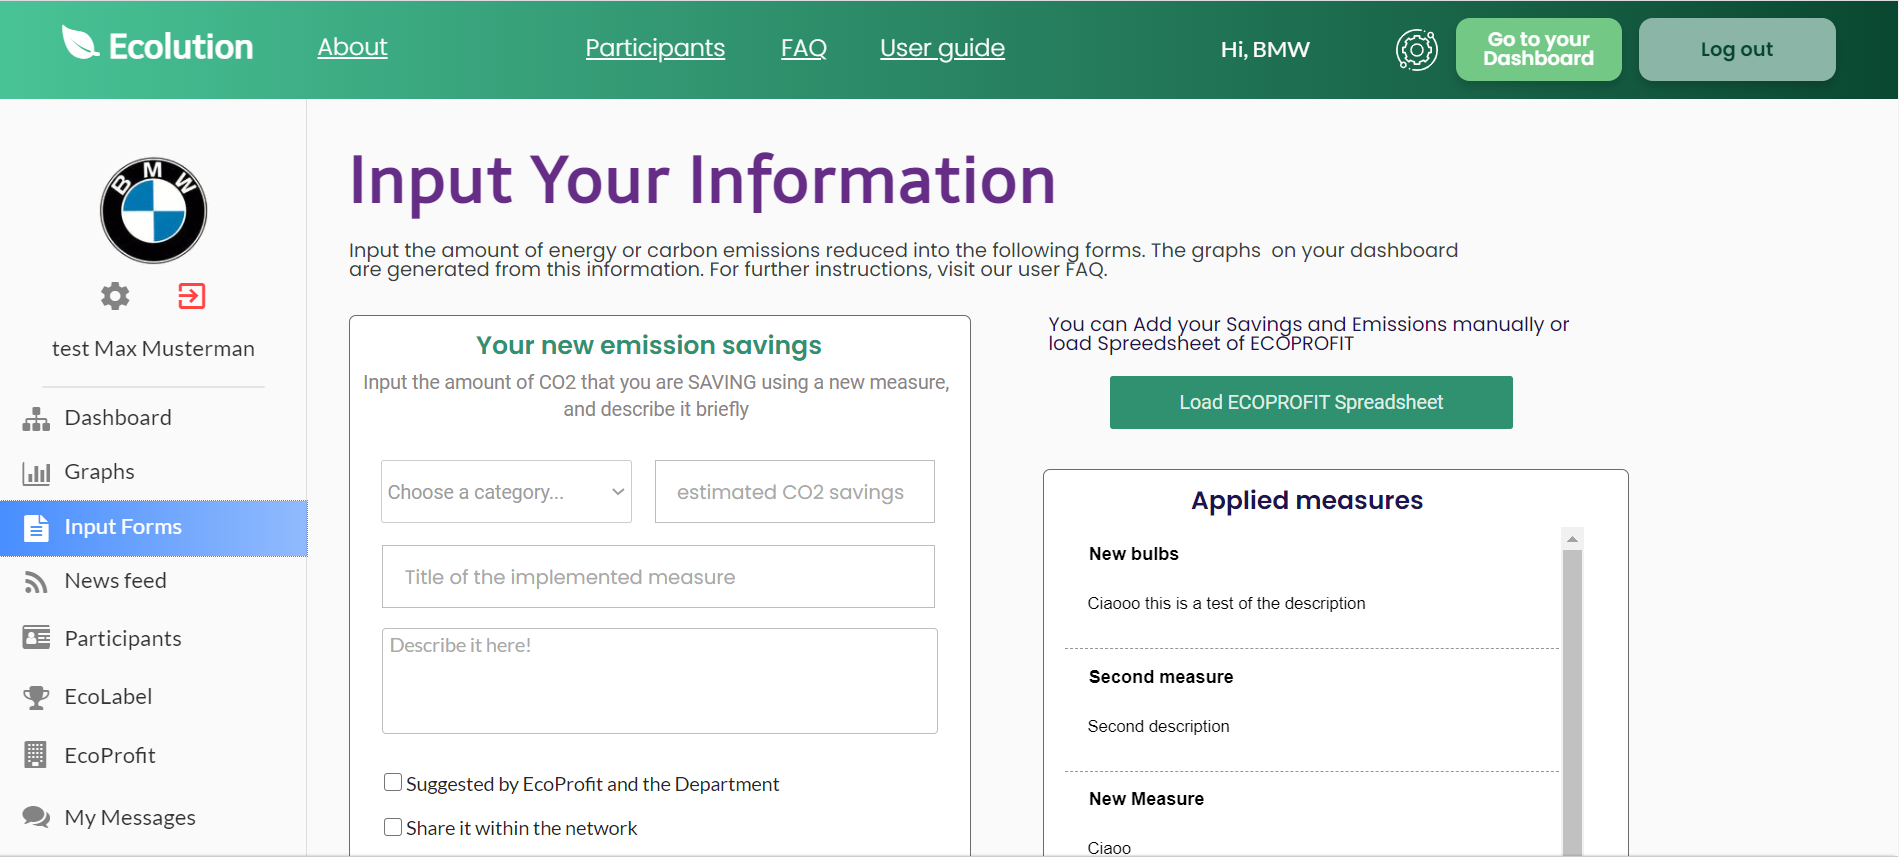 Ecolution
About
Participants
FAQ
User guide
Hi, BMW
Go to your
Dashboard
Log out
BMW
test Max Musterman
Dashboard
Graphs
Input Forms
News feed
Participants
EcoLabel
EcoProfit
My Messages
Input Your Information
Input the amount of energy or carbon emissions reduced into the following forms. The graphs  on your dashboard
are generated from this information. For further instructions, visit our user FAQ.
Your new emission savings
Input the amount of CO2 that you are SAVING using a new measure,
and describe it briefly
Choose a category...
estimated CO2 savings
Title of the implemented measure
Describe it here!
Suggested by EcoProfit and the Department
Share it within the network
You can Add your Savings and Emissions manually or
load Spreedsheet of ECOPROFIT
Load ECOPROFIT Spreadsheet
Applied measures
New bulbs
Ciaooo this is a test of the description
Second measure
Second description
New Measure
Ciaoo